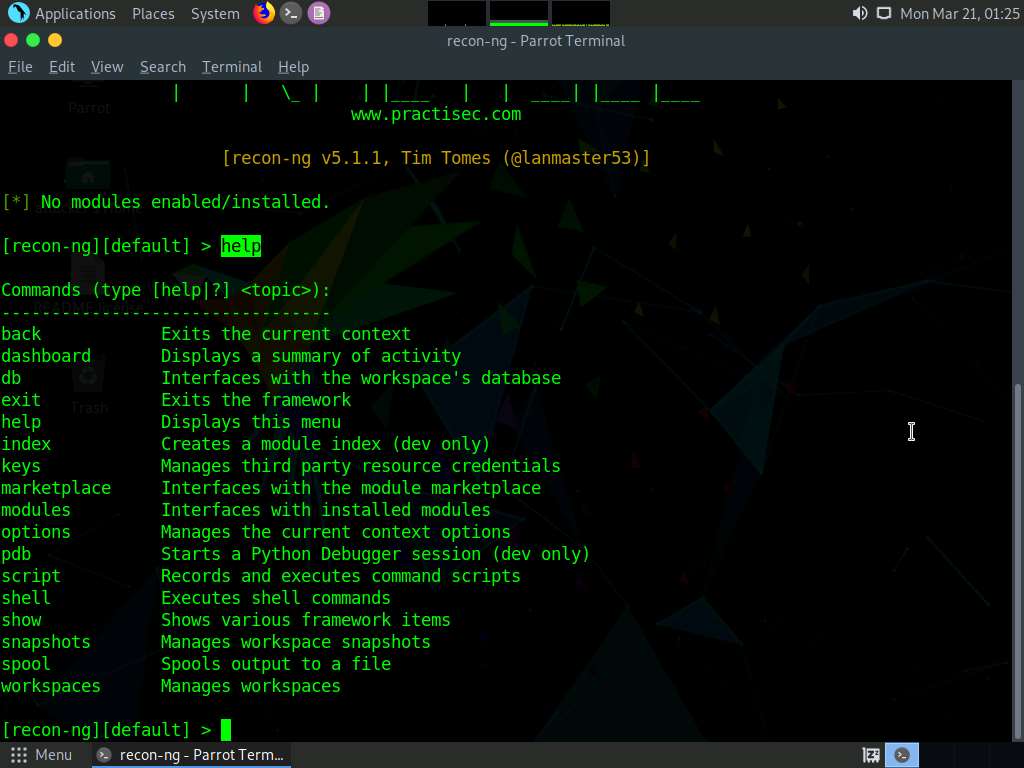 Applications Places System Mon Mar 21, 01:25
recon-ng - Parrot Terminal
File Edit View Search Terminal Help
Parrot
| | \_ | | |____ | | ____| |____ |____
www.practisec.com
[recon-ng v5.1.1, Tim Tomes (@lanmaster53)]
[*] No modules enabled/installed.
[recon-ng][default] > help
Commands (type [help|?] <topic>):
---------------------------------
back Exits the current context
dashboard Displays a summary of activity
db Interfaces with the workspace's database
exit Exits the framework
help Displays this menu
Trash
index Creates a module index (dev only)
keys Manages third party resource credentials
marketplace Interfaces with the module marketplace
modules Interfaces with installed modules
options Manages the current context options
pdb Starts a Python Debugger session (dev only)
script Records and executes command scripts
shell Executes shell commands
show Shows various framework items
snapshots Manages workspace snapshots
spool Spools output to a file
workspaces Manages workspaces
[recon-ng][default] >
Menu recon-ng - Parrot Term...